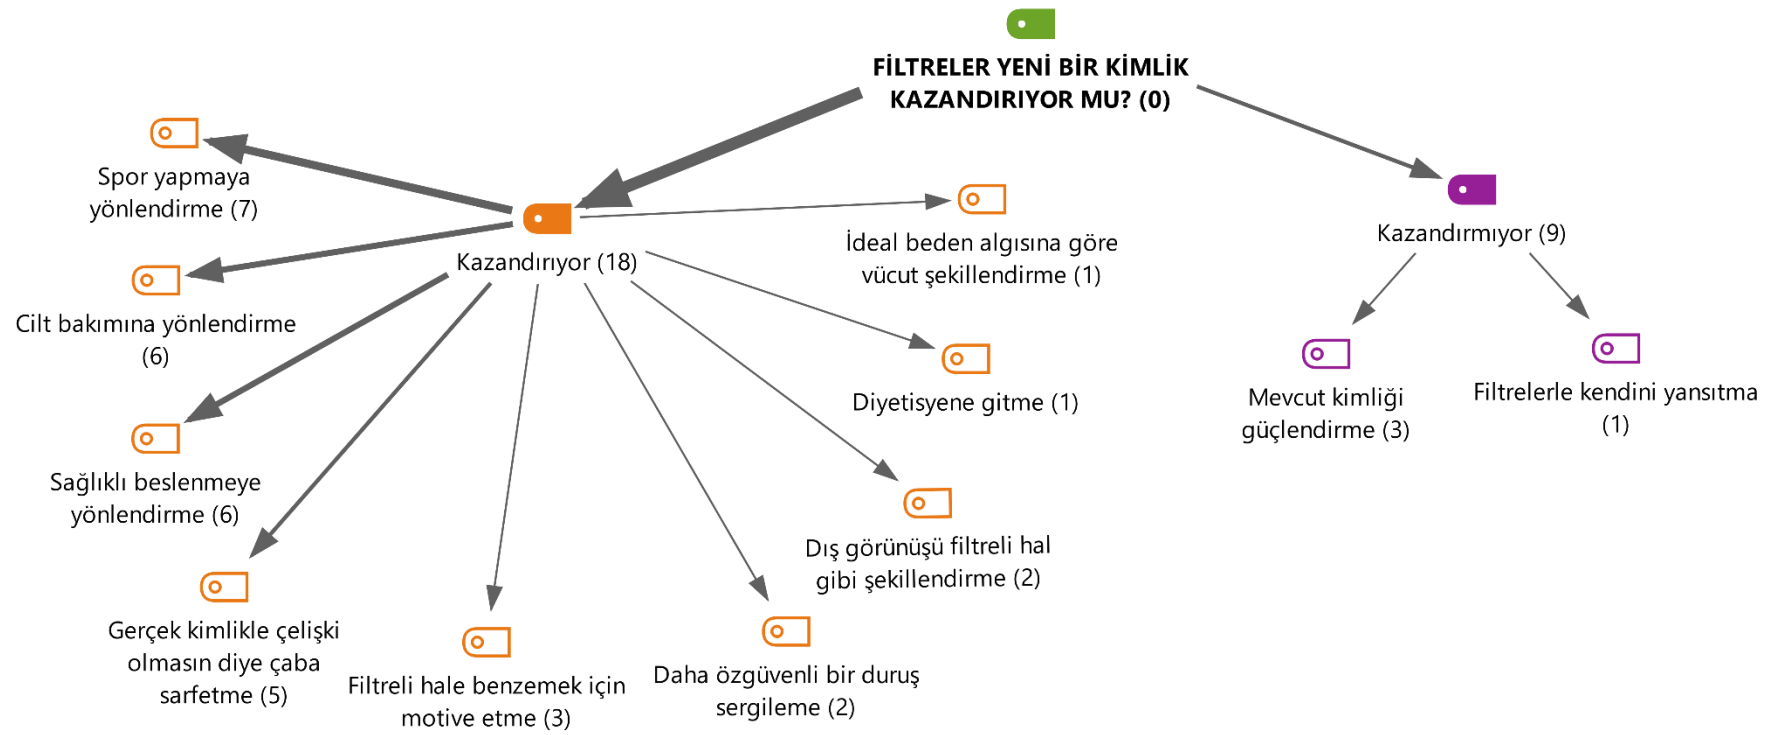 FİLTRELER YENİ BİR KİMLİK
KAZANDIRIYOR MU? (0)
Kazandırıyor (18)
Spor yapmaya
yönlendirme (7)
Cilt bakımına yönlendirme
(6)
Sağlıklı beslenmeye
yönlendirme (6)
Gerçek kimlikle çelişki
olmasın diye çaba
sarfetme (5)
Filtreli hale benzemek için
motive etme (3)
Daha özgüvenli bir duruş
sergileme (2)
Dış görünüşü filtreli hal
gibi şekillendirme (2)
Diyetisyene gitme (1)
İdeal beden algısına göre
vücut şekillendirme (1)
Kazandırmıyor (9)
Mevcut kimliği
güçlendirme (3)
Filtrelerle kendini yansıtma
(1)